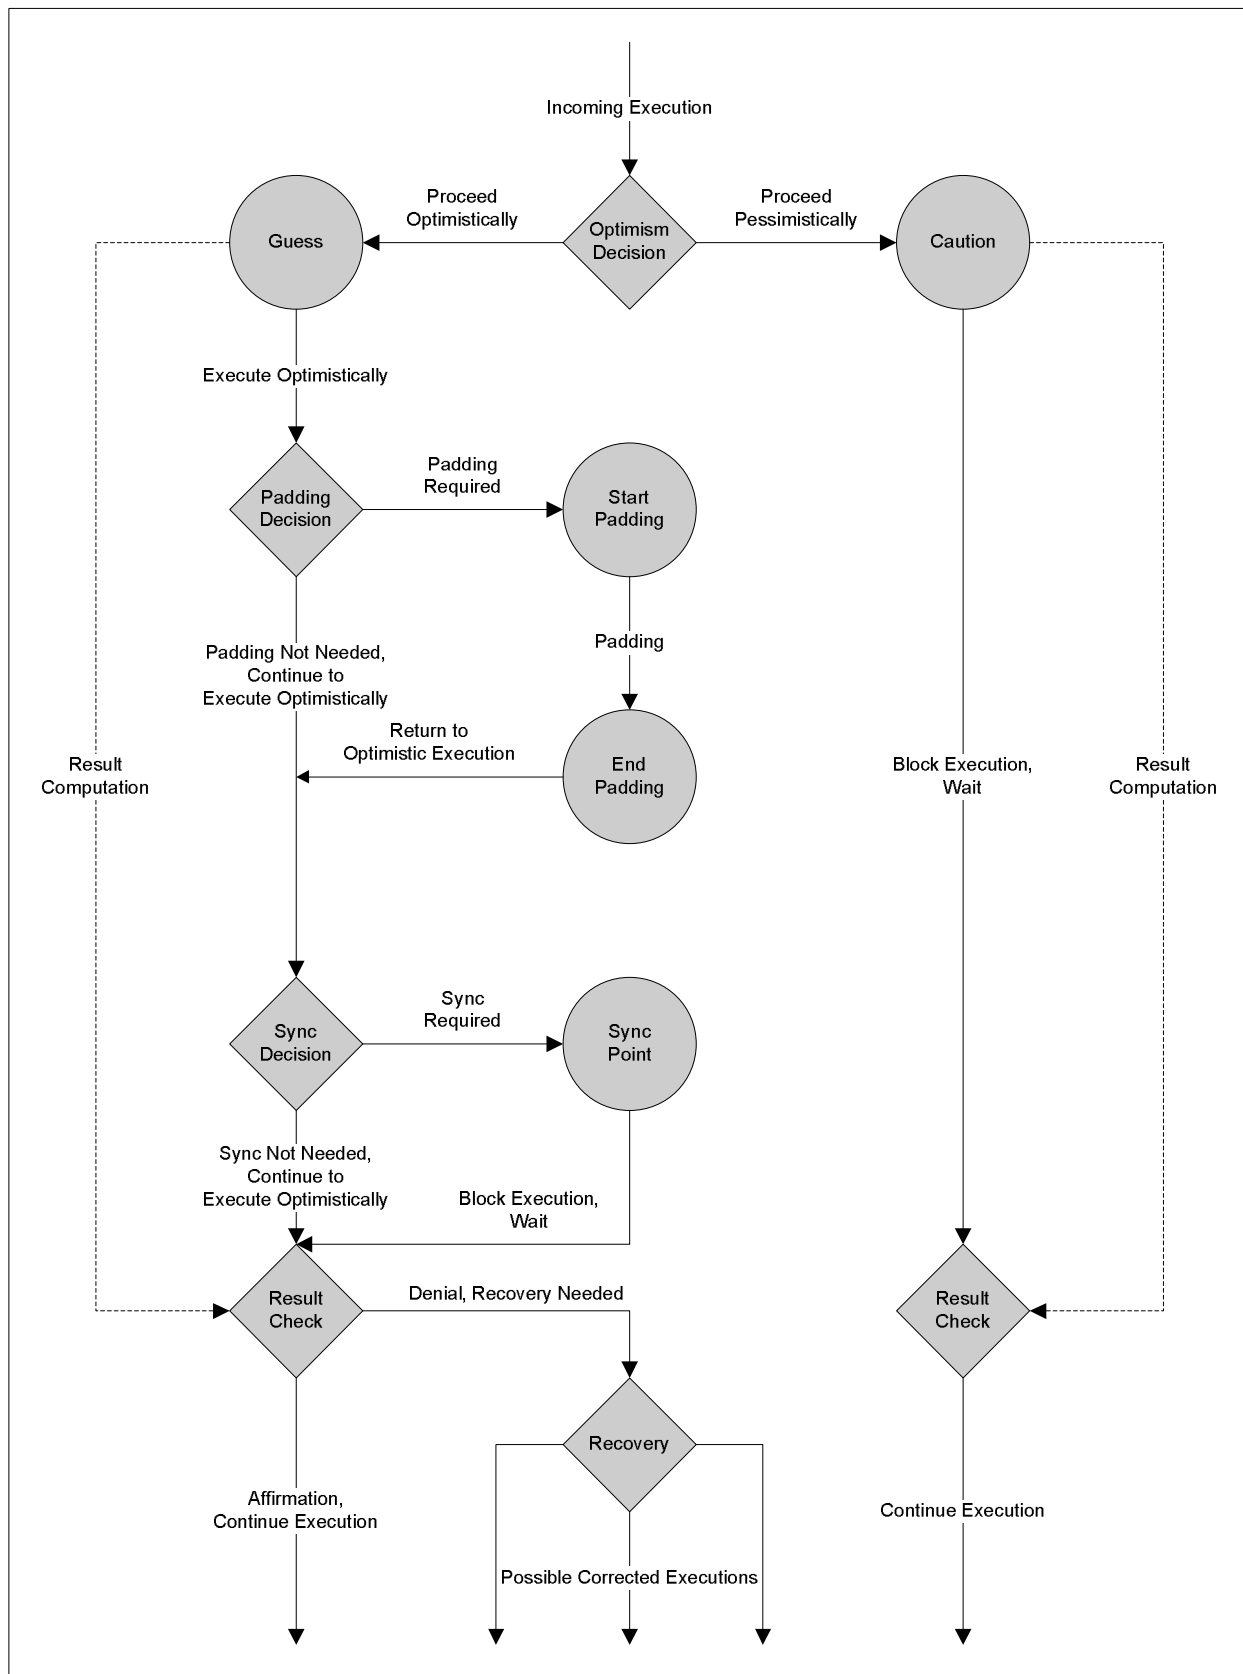 Incoming Execution
Proceed
Optimistically
Proceed
Pessimistically
Guess
Optimism
Decision
Caution
Execute Optimistically
Padding
Decision
Padding
Required
Start
Padding
Padding Not Needed,
Continue to
Execute Optimistically
Padding
Return to
Optimistic Execution
End
Padding
Result
Computation
Block Execution,
Wait
Result
Computation
Sync
Decision
Sync
Required
Sync
Point
Sync Not Needed,
Continue to
Execute Optimistically
Block Execution,
Wait
Result
Check
Denial, Recovery Needed
Result
Check
Recovery
Affirmation,
Continue Execution
Possible Corrected Executions
Continue Execution